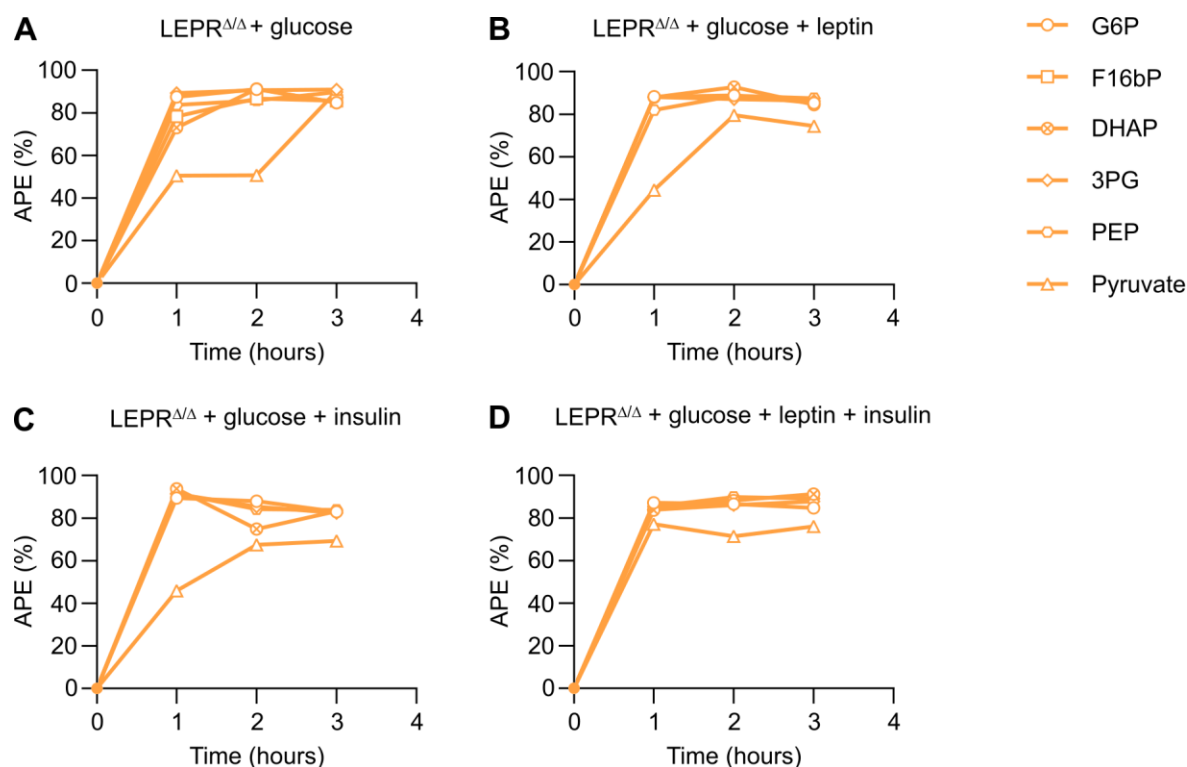 A
LEPRΔ/Δ + glucose
APE (%)
100
80
60
40
20
0
0 1 2 3 4
Time (hours)
B
LEPRΔ/Δ + glucose + leptin
APE (%)
100
80
60
40
20
0
0 1 2 3 4
Time (hours)
G6P
F16bP
DHAP
3PG
PEP
Pyruvate
C
LEPRΔ/Δ + glucose + insulin
APE (%)
100
80
60
40
20
0
0 1 2 3 4
Time (hours)
D
LEPRΔ/Δ + glucose + leptin + insulin
APE (%)
100
80
60
40
20
0
0 1 2 3 4
Time (hours)